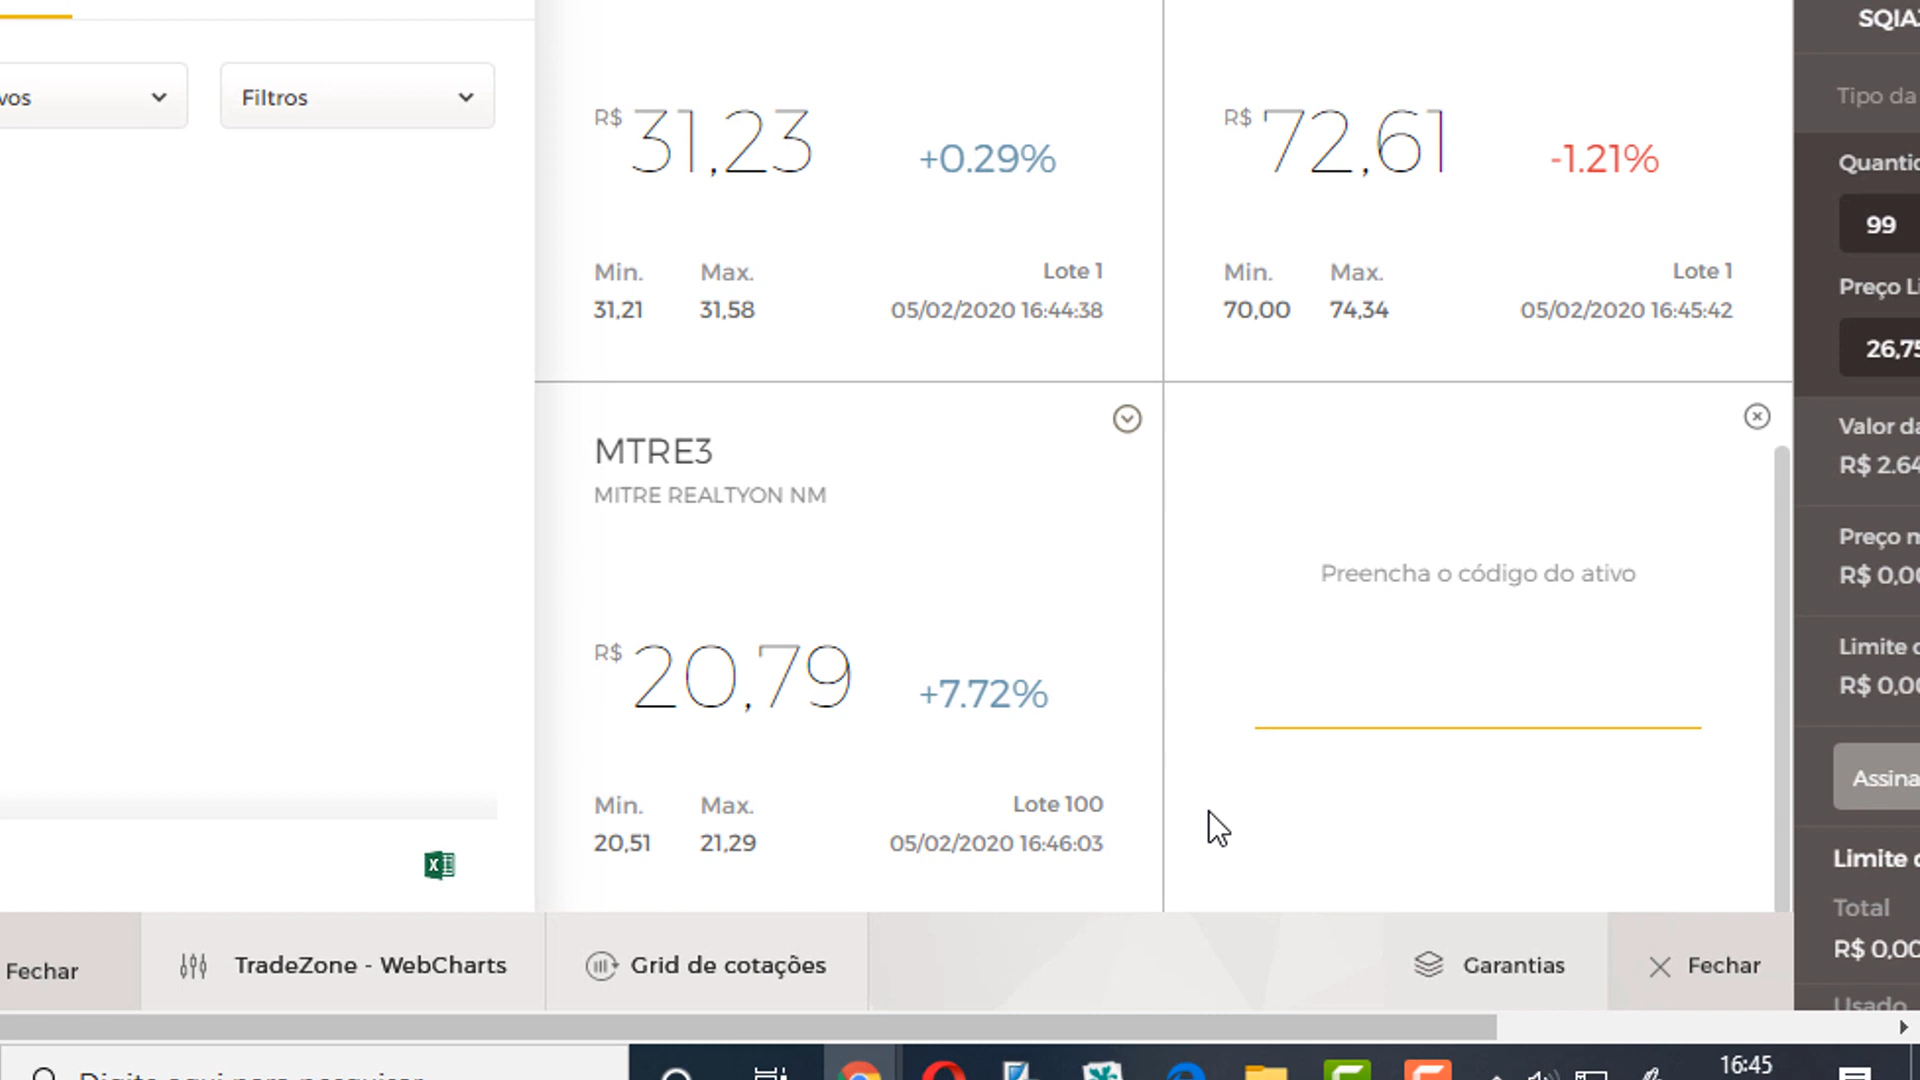 vos
Filtros
R$ 31,23 +0.29%
Min. Max. Lote 1
31,21 31,58 05/02/2020 16:44:38
R$ 72,61 -1.21%
Min. Max. Lote 1
70,00 74,34 05/02/2020 16:45:42
MTRE3
MITRE REALTYON NM
R$ 20,79 +7.72%
Min. Max. Lote 100
20,51 21,29 05/02/2020 16:46:03
Preencha o código do ativo
SQIA
Tipo da
Quantid
99
Preço Li
26,75
Valor da
R$ 2.64
Preço m
R$ 0,00
Limite
R$ 0,00
Assina
Limite
Total
R$ 0,00
Usado
Fechar
TradeZone - WebCharts
Grid de cotações
Garantias
Fechar
Digite aqui para pesquisar
16:45